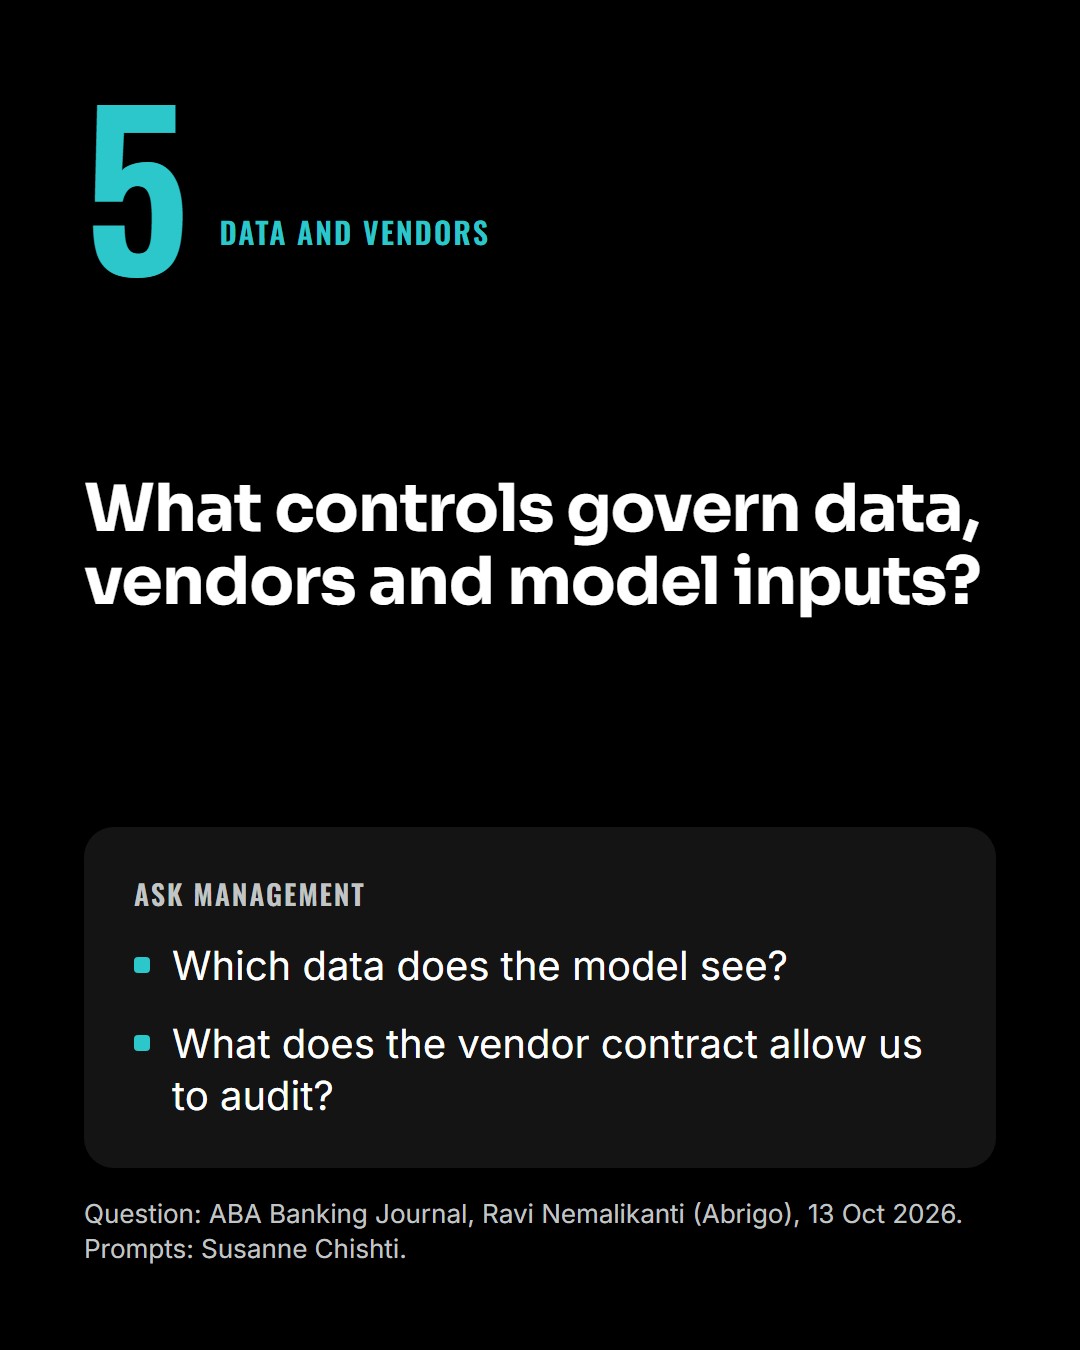 5
DATA AND VENDORS
What controls govern data,
vendors and model inputs?
ASK MANAGEMENT
Which data does the model see?
What does the vendor contract allow us
to audit?
Question: ABA Banking Journal, Ravi Nemalikanti (Abrigo), 13 Oct 2026.
Prompts: Susanne Chishti.